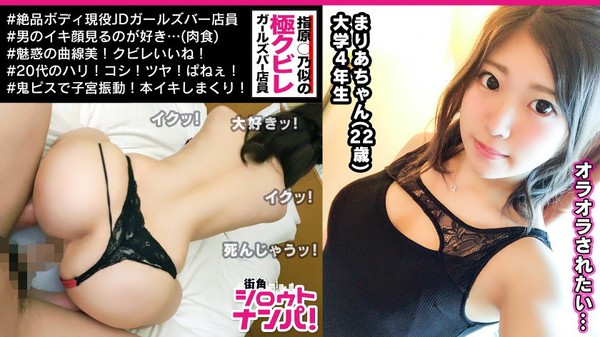 #絶品ボディ現役JDガールズバー店員
#男のイキ顔見るのが好き…(肉食)
#魅惑の曲線美！クビレいいね！
#20代のハリ！コシ！ツヤ！ぱねぇ！
#鬼ピスで子宮振動！本イキしまくり！
指原◯乃似の
極クビレ
ガールズバー店員
まりあちゃん(22歳)
大学4年生
イクッ！
大好きッ！
イクッ！
死んじゃうッ！
オラオラされたい…
街角
シロウト
ナンパ！